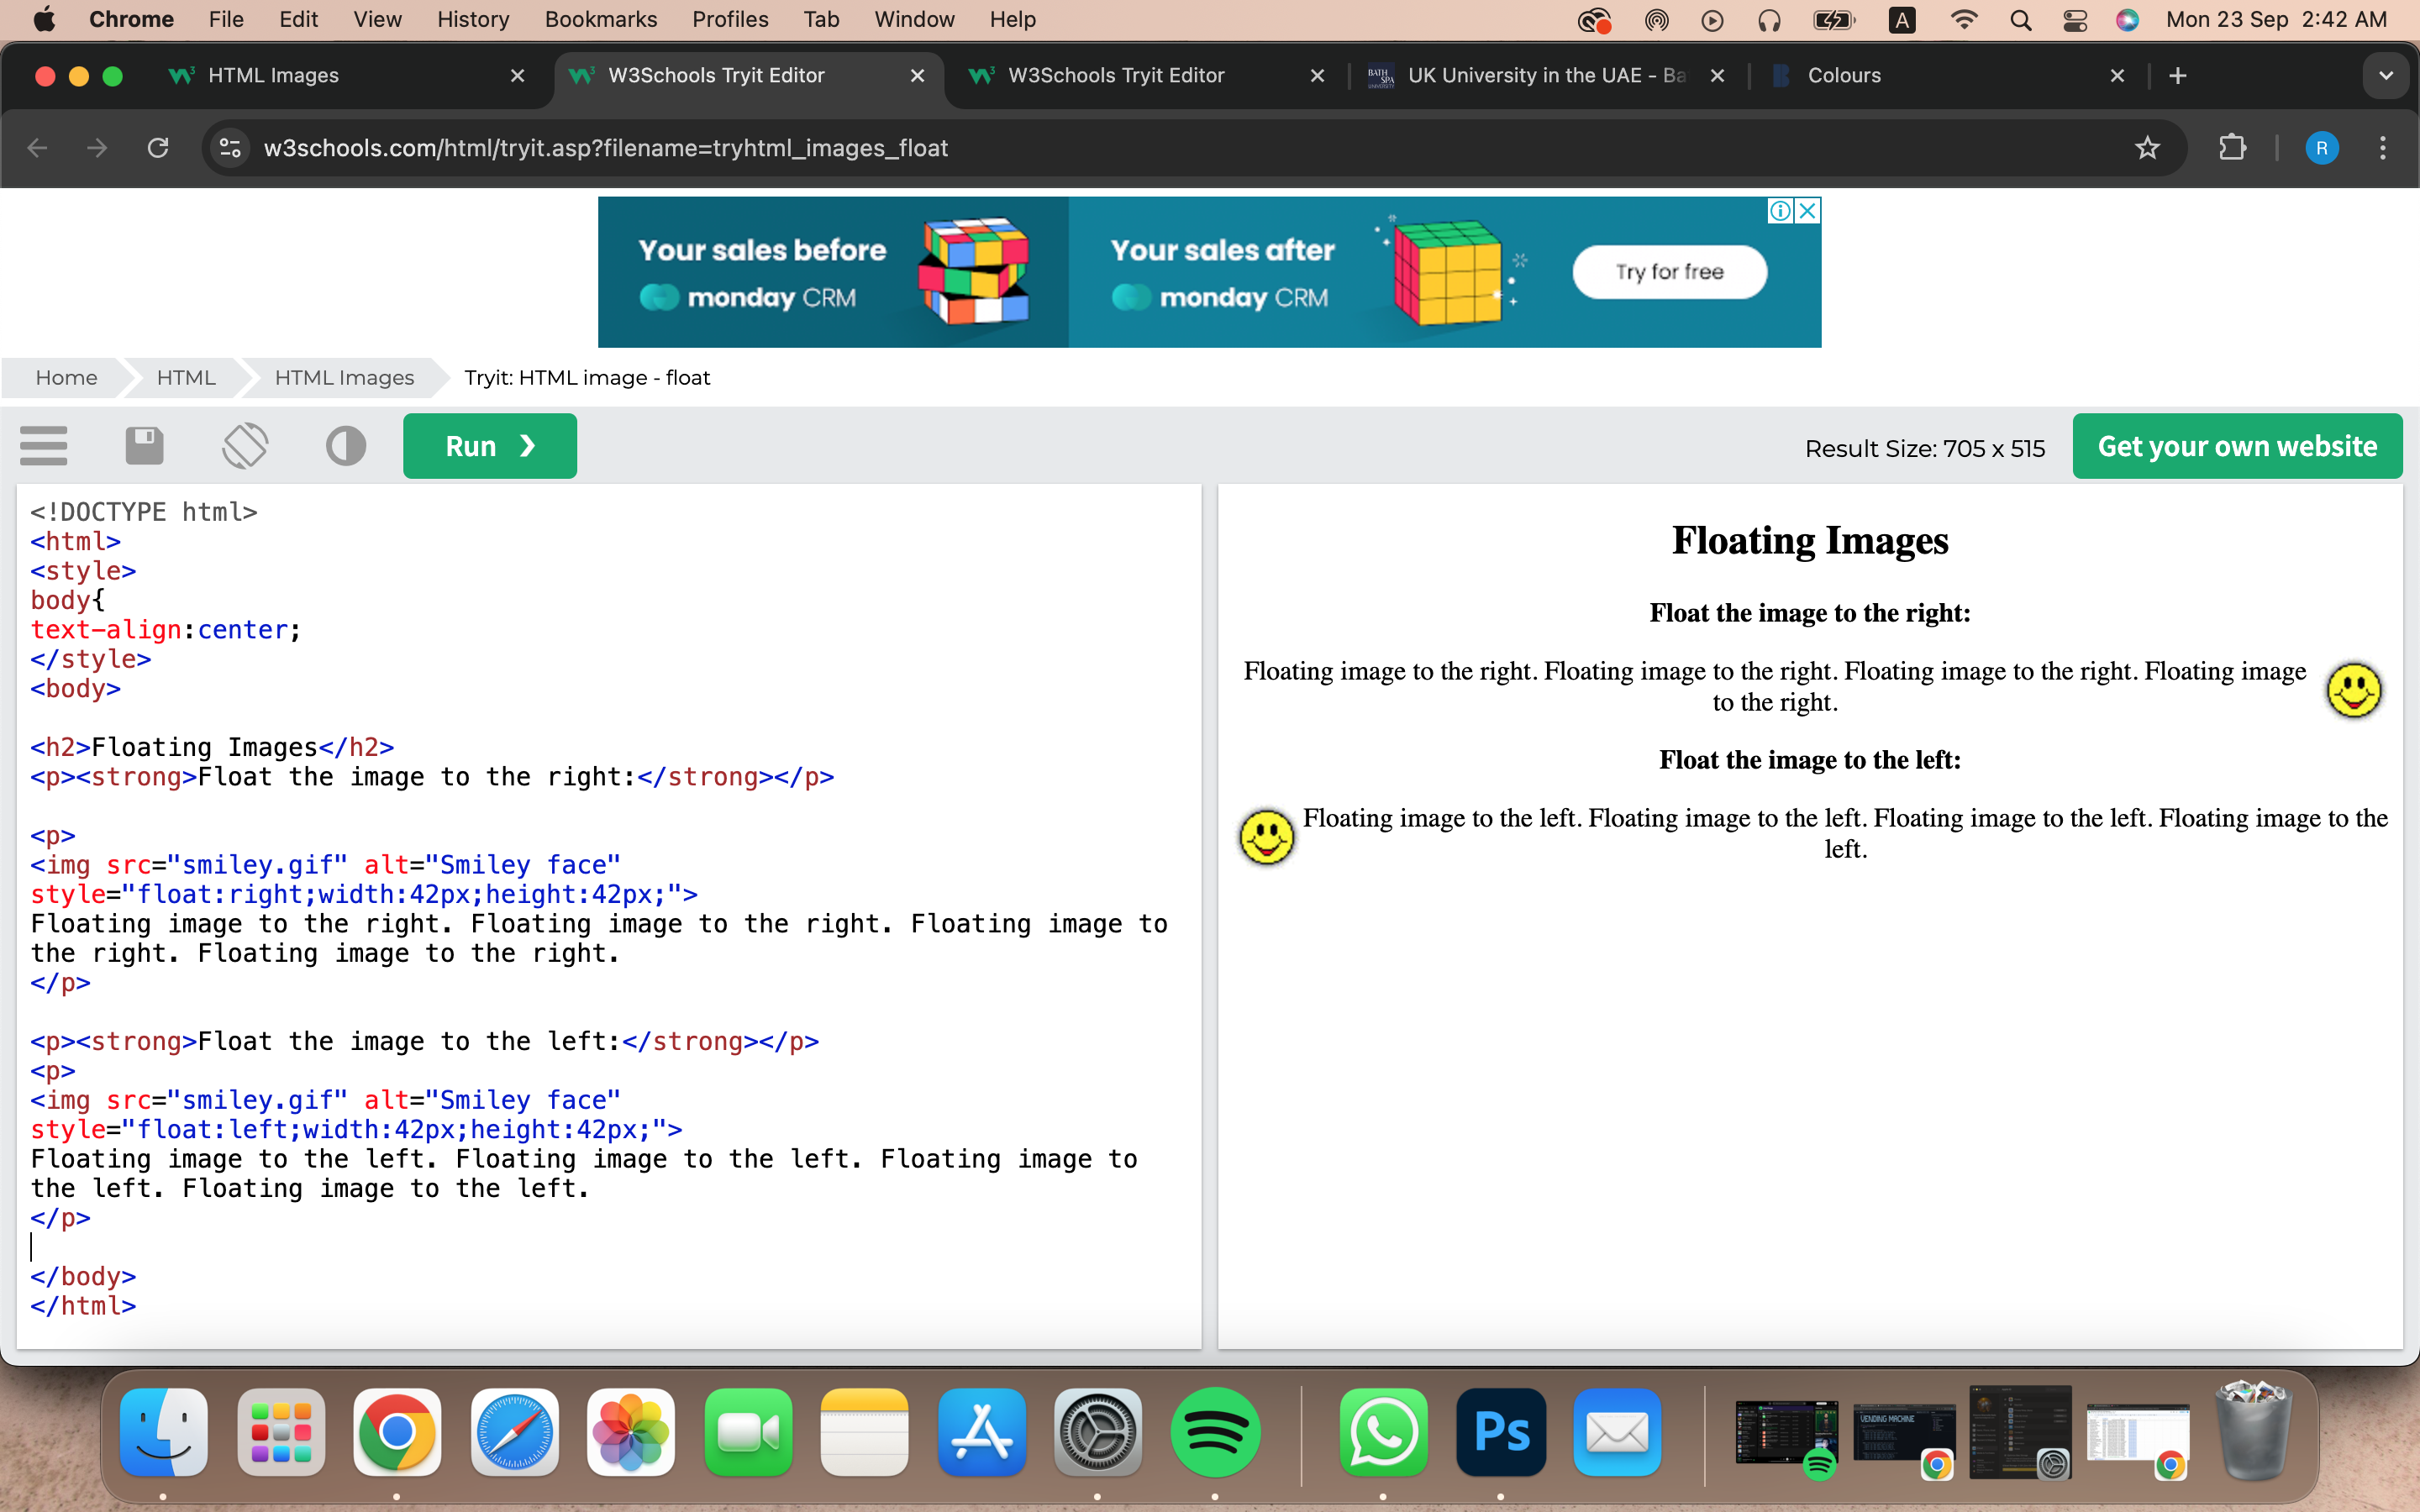 Chrome File Edit View History Bookmarks Profiles Tab Window Help A Mon 23 Sep 2:42 AM
HTML Images W3Schools Tryit Editor W3Schools Tryit Editor UK University in the UAE - Ba Colours
w3schools.com/html/tryit.asp?filename=tryhtml_images_float R
Your sales before Your sales after Try for free
monday CRM monday CRM
Home HTML HTML Images Tryit: HTML image - float
Run ❯ Result Size: 705 x 515 Get your own website
<!DOCTYPE html>
<html>
<style>
body{
text-align:center;
</style>
<body>
<h2>Floating Images</h2>
<p><strong>Float the image to the right:</strong></p>
<p>
<img src="smiley.gif" alt="Smiley face"
style="float:right;width:42px;height:42px;">
Floating image to the right. Floating image to the right. Floating image to
the right. Floating image to the right.
</p>
<p><strong>Float the image to the left:</strong></p>
<p>
<img src="smiley.gif" alt="Smiley face"
style="float:left;width:42px;height:42px;">
Floating image to the left. Floating image to the left. Floating image to
the left. Floating image to the left.
</p>
</body>
</html>
Floating Images
Float the image to the right:
Floating image to the right. Floating image to the right. Floating image to the right. Floating image
to the right.
Float the image to the left:
Floating image to the left. Floating image to the left. Floating image to the left. Floating image to the
left.
Ps
VENDING MACHINE